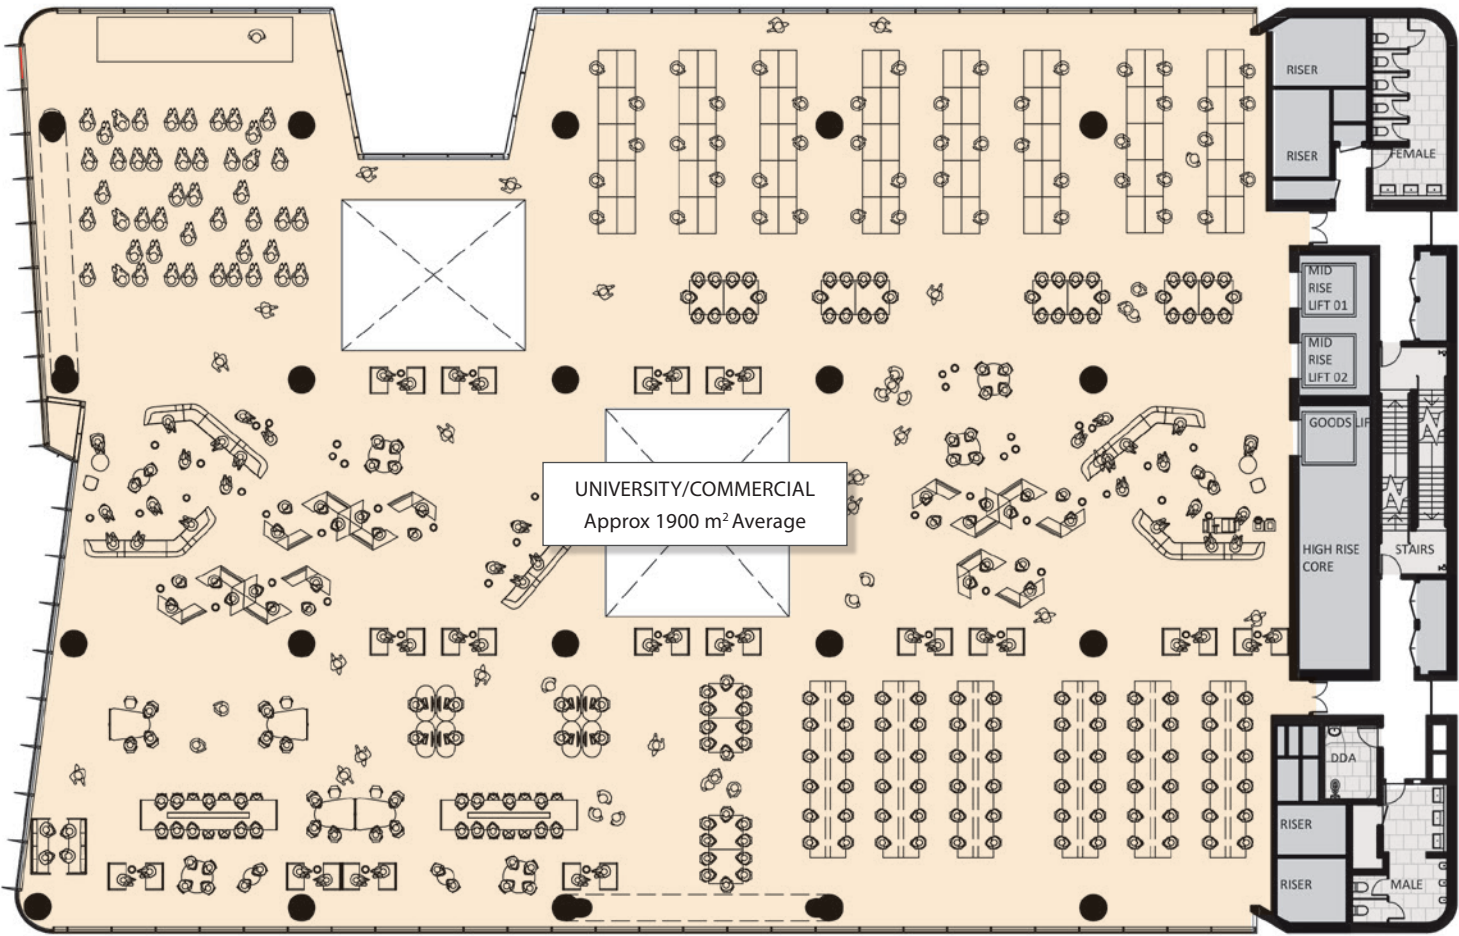 RISER
RISER
FEMALE
MID
RISE
LIFT 01
MID
RISE
LIFT 02
GOODS LIF
UNIVERSITY/COMMERCIAL
Approx 1900 m² Average
HIGH RISE
CORE
STAIRS
DDA
RISER
RISER
MALE